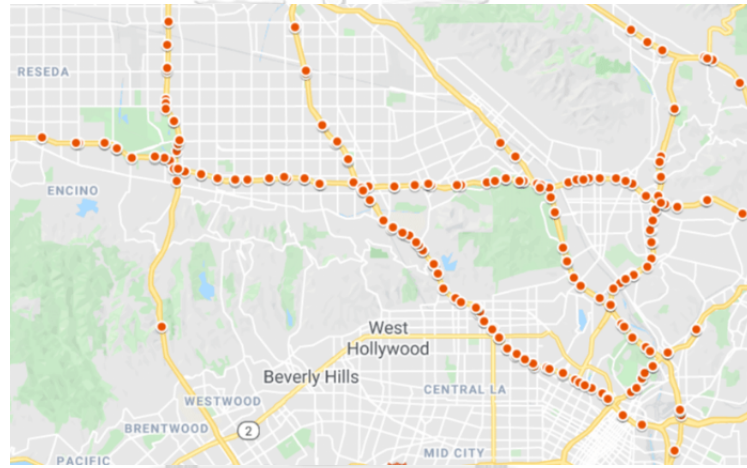 RESEDA
ENCINO
West
Hollywood
Beverly Hills
CENTRAL LA
WESTWOOD
BRENTWOOD
2
MID CITY
PACIFIC